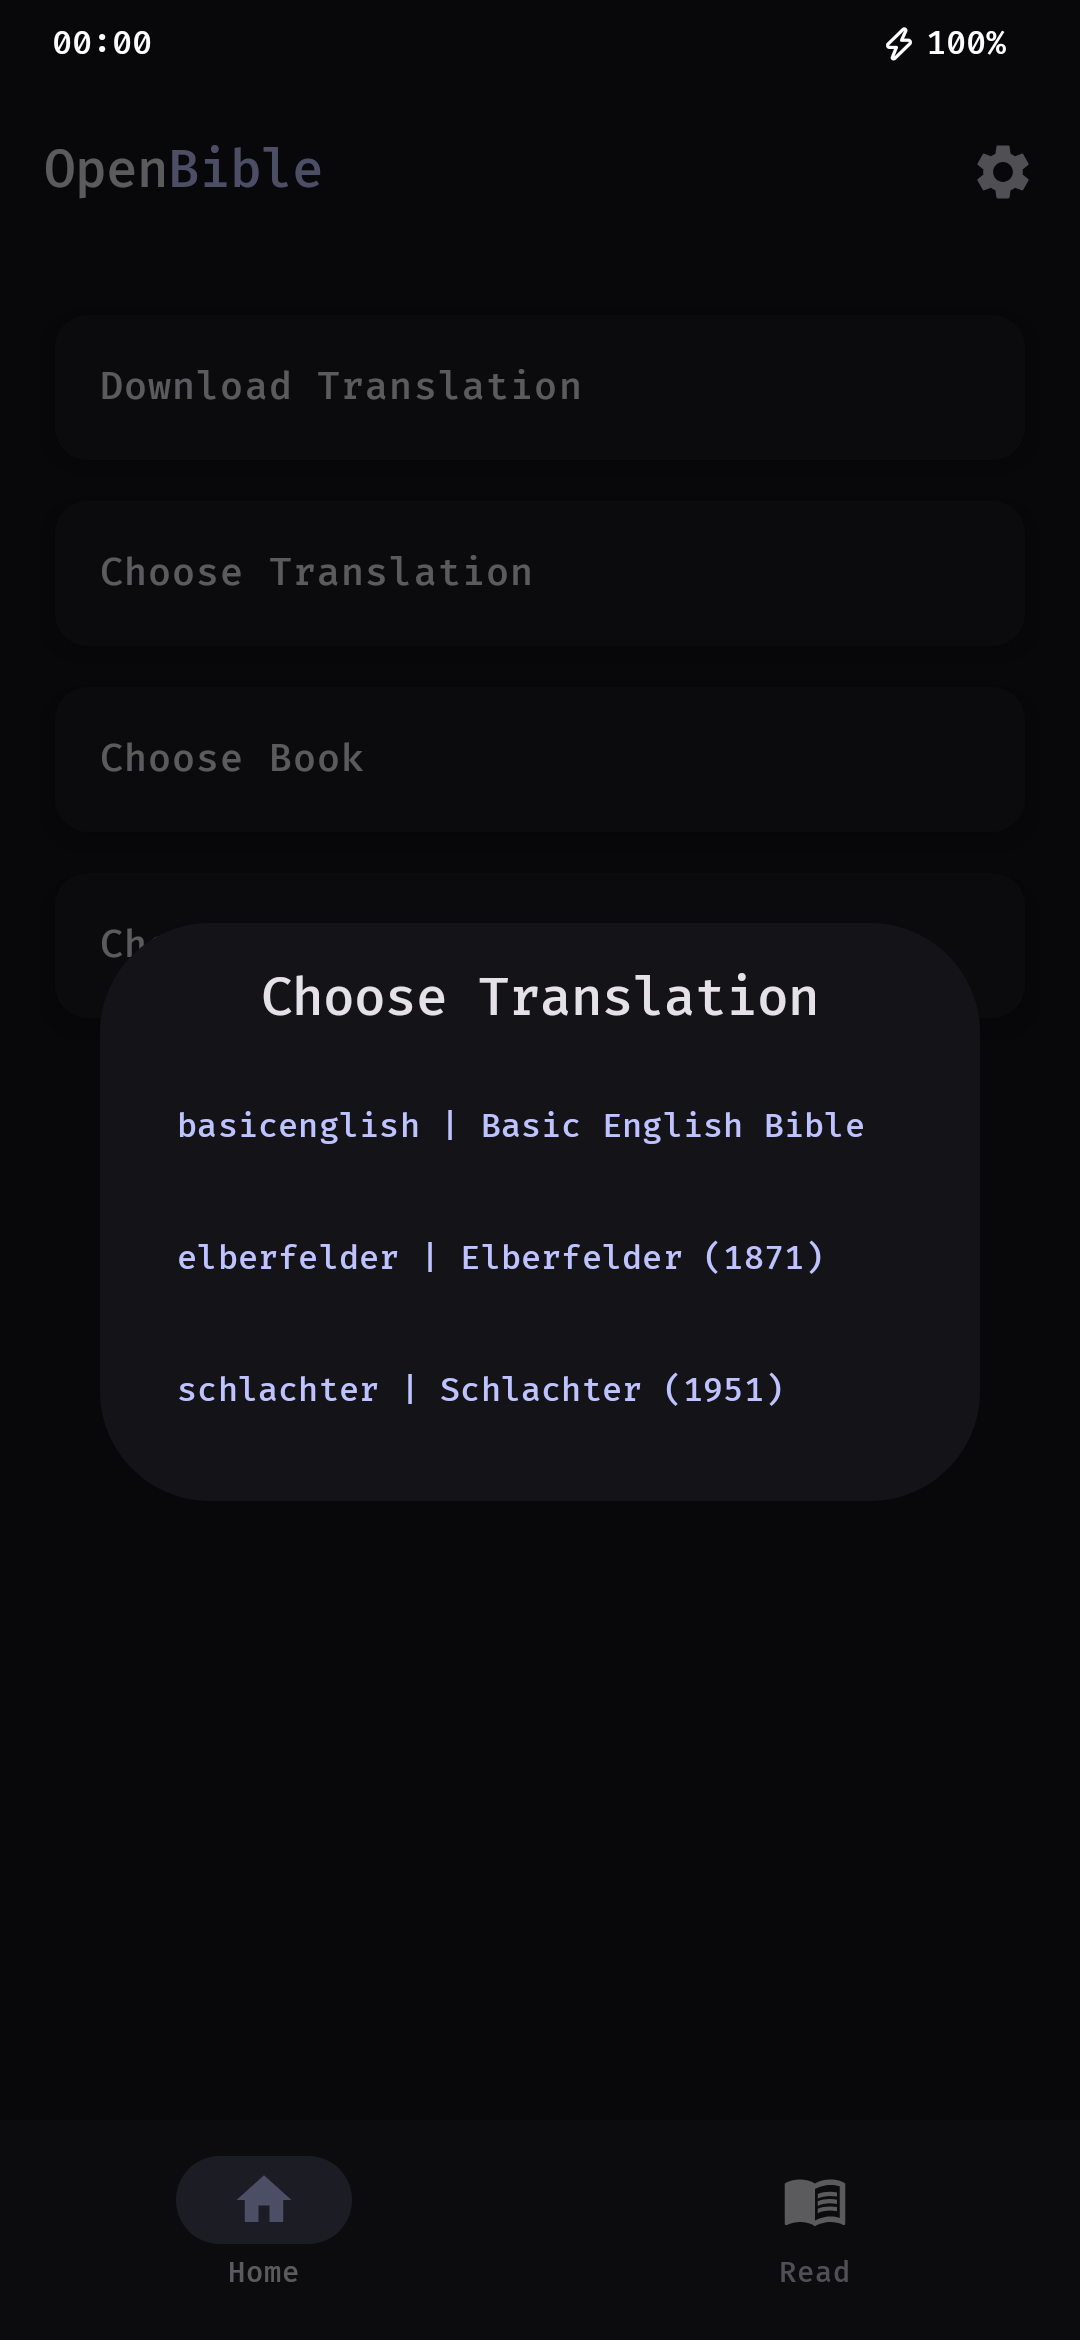 00:00 100%
OpenBible
Download Translation
Choose Translation
Choose Book
Ch
Choose Translation
basicenglish | Basic English Bible
elberfelder | Elberfelder (1871)
schlachter | Schlachter (1951)
Home Read